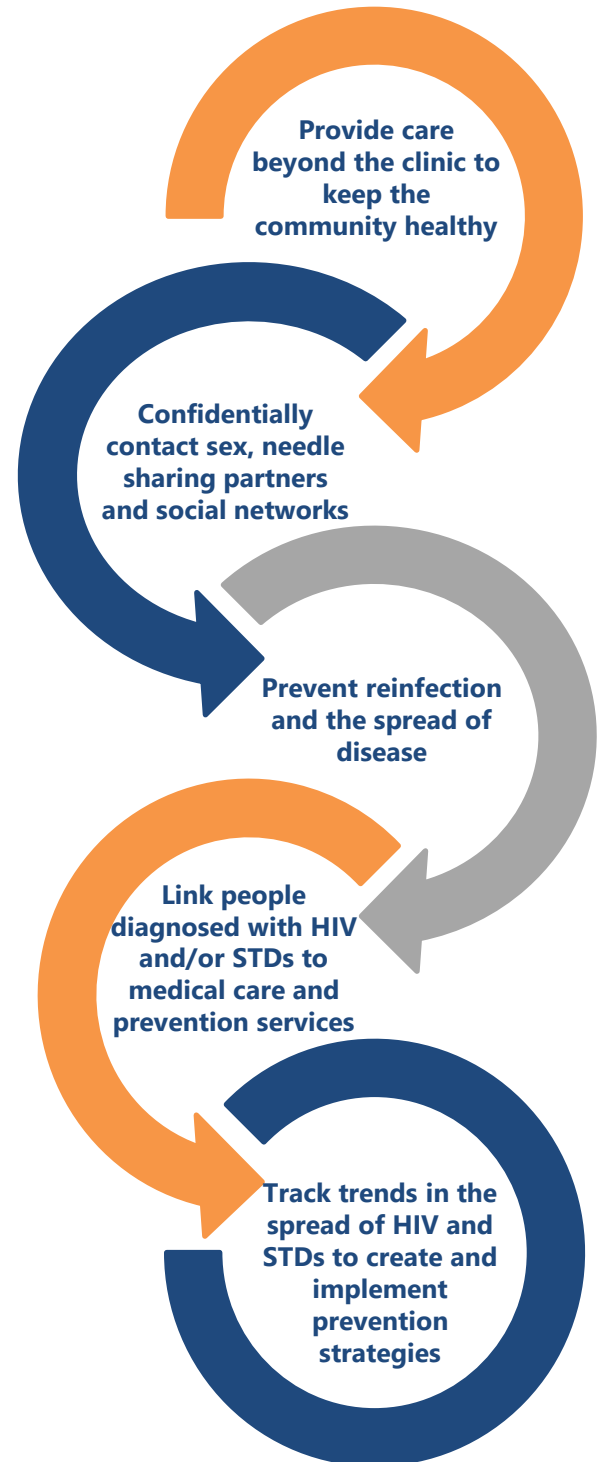 Provide care
beyond the clinic to
keep the
community healthy
Confidentially
contact sex, needle
sharing partners
and social networks
Prevent reinfection
and the spread of
disease
Link people
diagnosed with HIV
and/or STDs to
medical care and
prevention services
Track trends in the
spread of HIV and
STDs to create and
implement
prevention
strategies